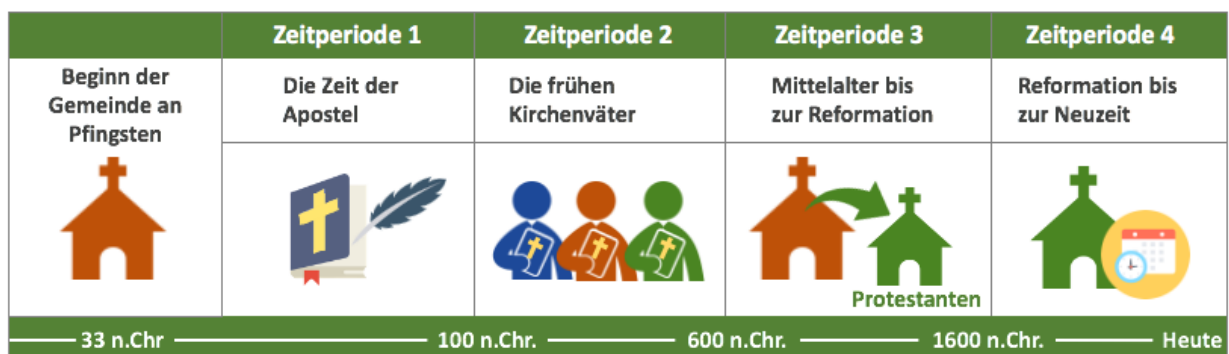 Zeitperiode 1
Zeitperiode 2
Zeitperiode 3
Zeitperiode 4
Beginn der
Gemeinde an
Pfingsten
Die Zeit der
Apostel
Die frühen
Kirchenväter
Mittelalter bis
zur Reformation
Reformation bis
zur Neuzeit
Protestanten
33 n.Chr
100 n.Chr.
600 n.Chr.
1600 n.Chr.
Heute